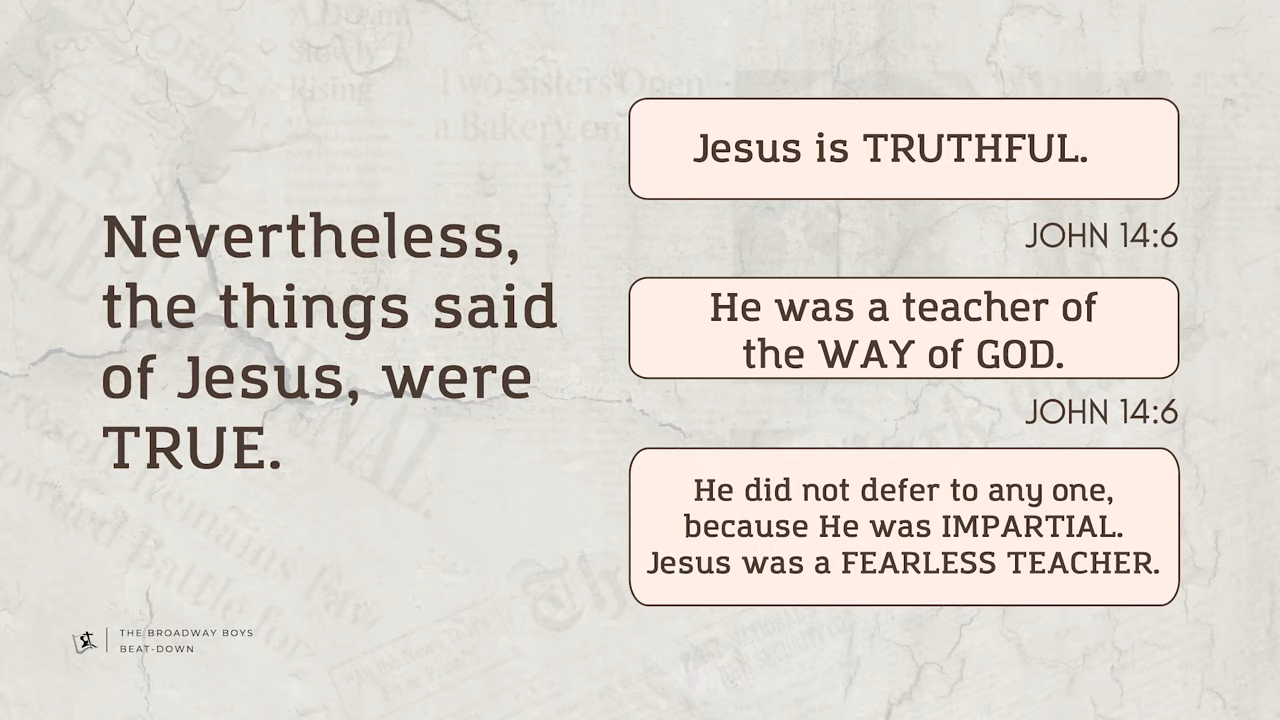 Nevertheless,
the things said
of Jesus, were
TRUE.
Jesus is TRUTHFUL.
JOHN 14:6
He was a teacher of
the WAY of GOD.
JOHN 14:6
He did not defer to any one,
because He was IMPARTIAL.
Jesus was a FEARLESS TEACHER.
THE BROADWAY BOYS
BEAT-DOWN
Slowly
Rising
Two Sisters Open
a Bakery on